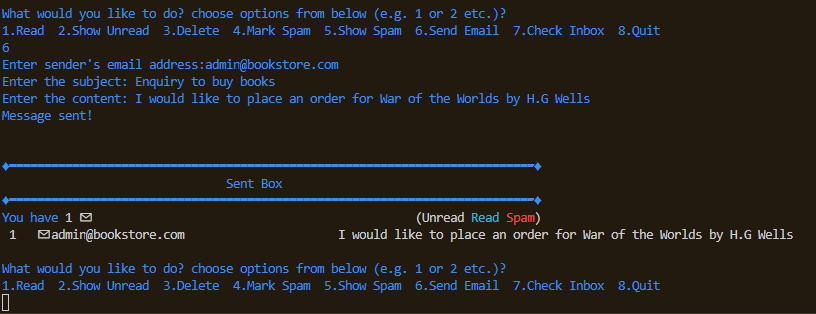 What would you like to do? choose options from below (e.g. 1 or 2 etc.)?
1.Read 2.Show Unread 3.Delete 4.Mark Spam 5.Show Spam 6.Send Email 7.Check Inbox 8.Quit
6
Enter sender's email address:admin@bookstore.com
Enter the subject: Enquiry to buy books
Enter the content: I would like to place an order for War of the Worlds by H.G Wells
Message sent!
Sent Box
You have 1 ✉ (Unread Read Spam)
1 ✉admin@bookstore.com I would like to place an order for War of the Worlds by H.G Wells
What would you like to do? choose options from below (e.g. 1 or 2 etc.)?
1.Read 2.Show Unread 3.Delete 4.Mark Spam 5.Show Spam 6.Send Email 7.Check Inbox 8.Quit